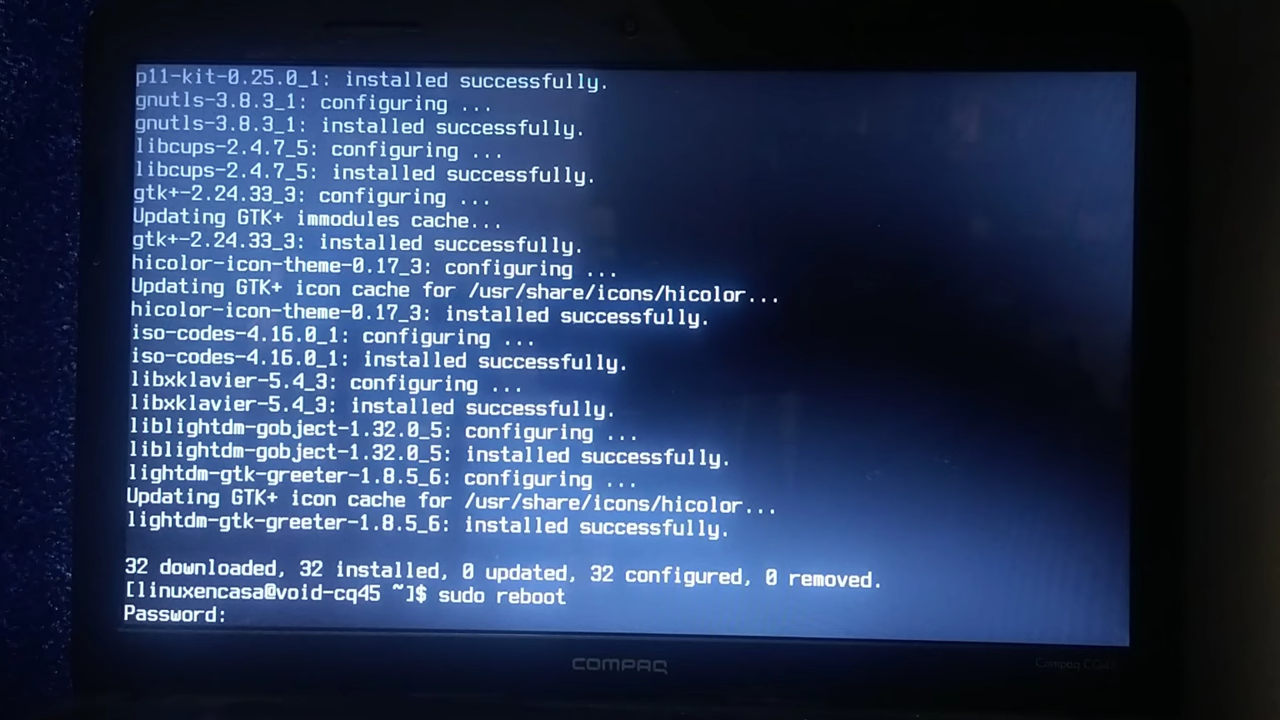 p11-kit-0.25.0_1: installed successfully.
gnutls-3.8.3_1: configuring ...
gnutls-3.8.3_1: installed successfully.
libcups-2.4.7_5: configuring ...
libcups-2.4.7_5: installed successfully.
gtk+-2.24.33_3: configuring ...
Updating GTK+ immodules cache...
gtk+-2.24.33_3: installed successfully.
hicolor-icon-theme-0.17_3: configuring ...
Updating GTK+ icon cache for /usr/share/icons/hicolor...
hicolor-icon-theme-0.17_3: installed successfully.
iso-codes-4.16.0_1: configuring ...
iso-codes-4.16.0_1: installed successfully.
libxklavier-5.4_3: configuring ...
libxklavier-5.4_3: installed successfully.
liblightdm-gobject-1.32.0_5: configuring ...
liblightdm-gobject-1.32.0_5: installed successfully.
lightdm-gtk-greeter-1.8.5_6: configuring ...
Updating GTK+ icon cache for /usr/share/icons/hicolor...
lightdm-gtk-greeter-1.8.5_6: installed successfully.
32 downloaded, 32 installed, 0 updated, 32 configured, 0 removed.
[linuxencasa@void-cq45 ~]$ sudo reboot
Password:
COMPAQ
Compaq